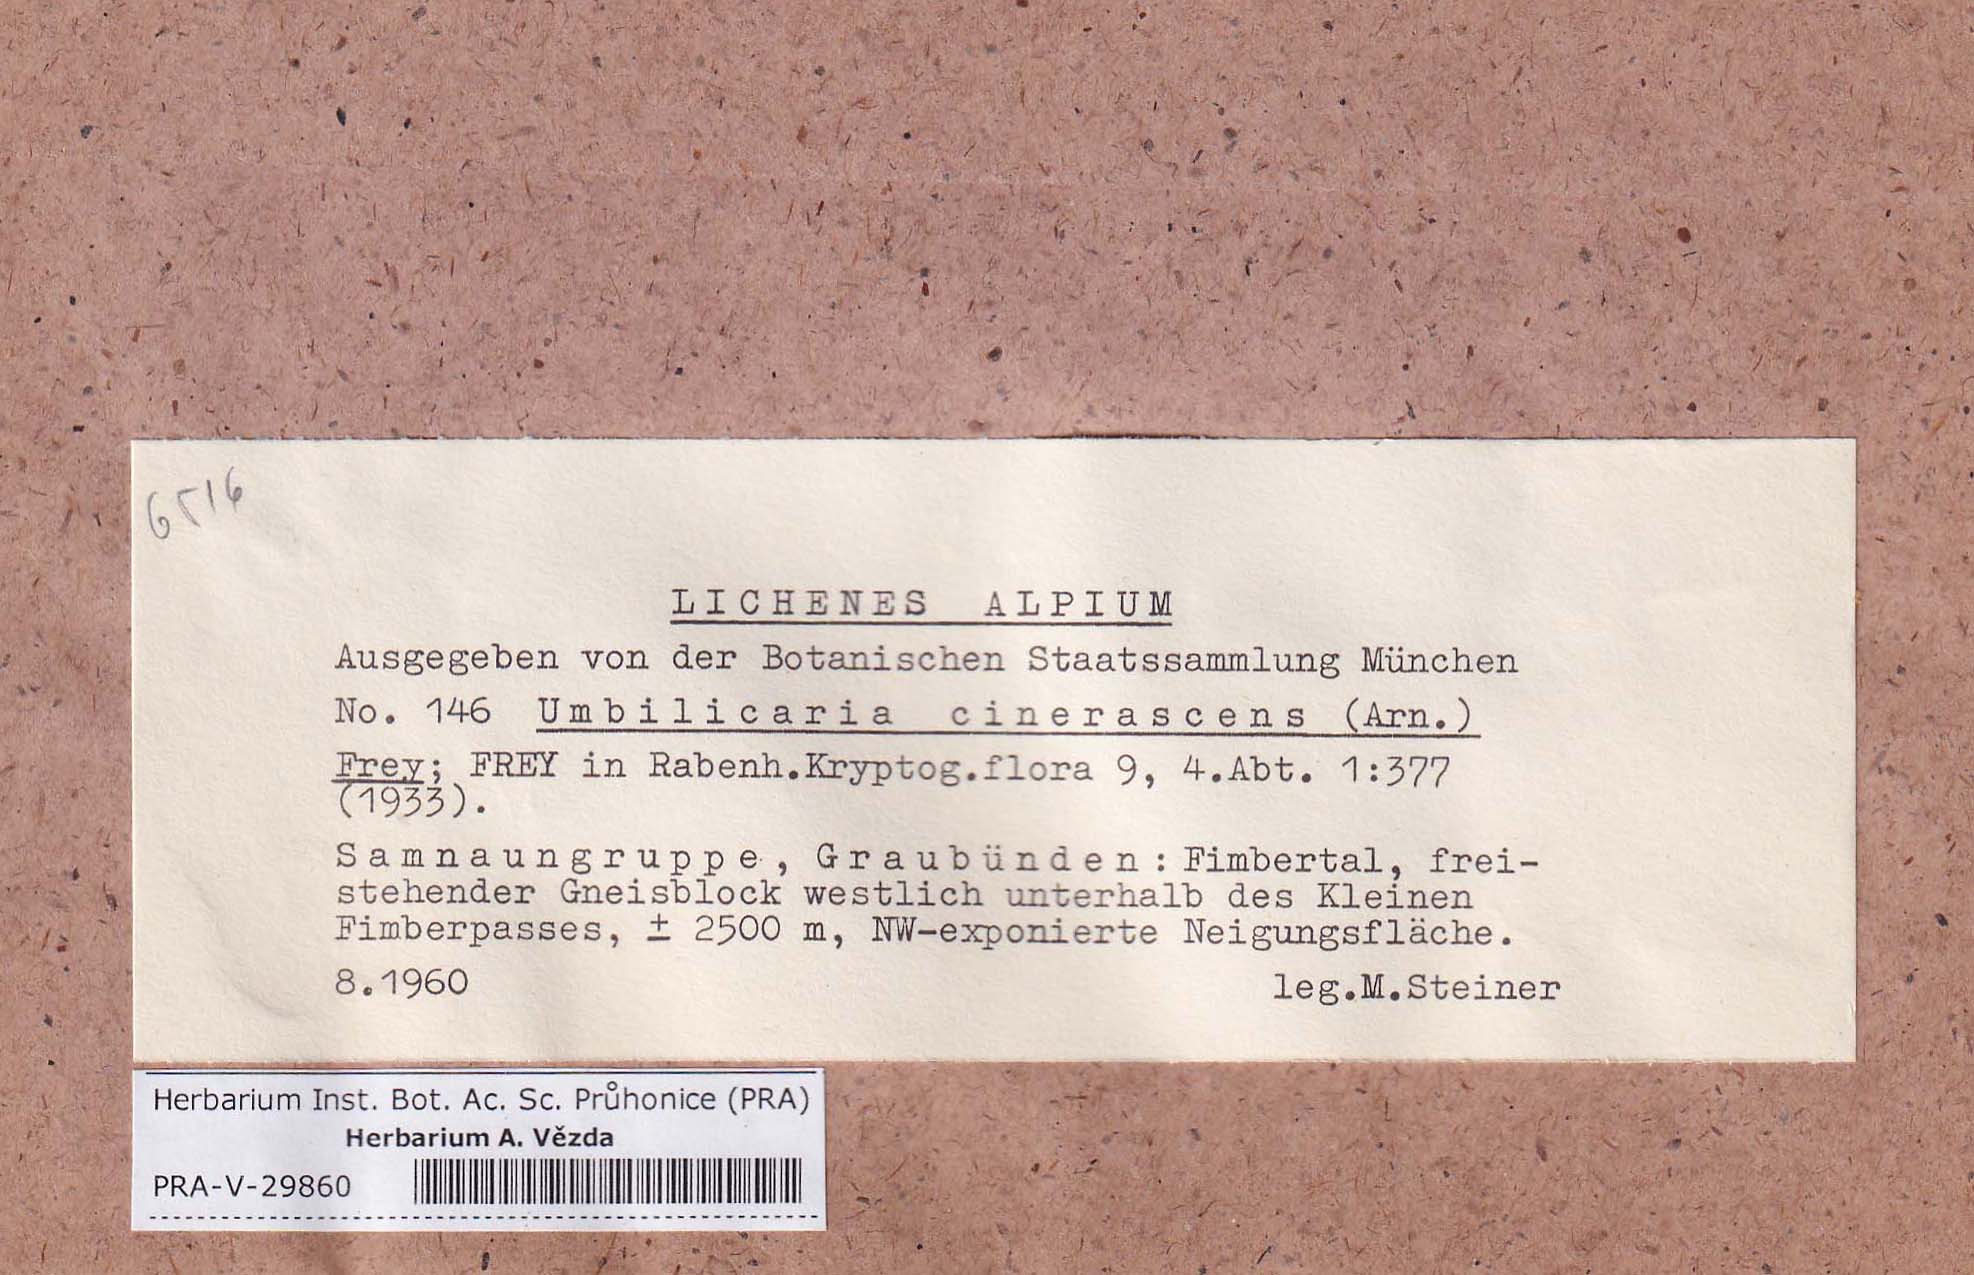 6516
LICHENES ALPIUM
Ausgegeben von der Botanischen Staatssammlung München
No. 146 Umbilicaria cinerascens (Arn.)
Frey; FREY in Rabenh.Kryptog.flora 9, 4.Abt. 1:377
(1933).
Samnaungruppe, Graubünden: Fimbertal, frei-
stehender Gneisblock westlich unterhalb des Kleinen
Fimberpasses, ± 2500 m, NW-exponierte Neigungsfläche.
8.1960 leg.M.Steiner
Herbarium Inst. Bot. Ac. Sc. Průhonice (PRA)
Herbarium A. Vězda
PRA-V-29860